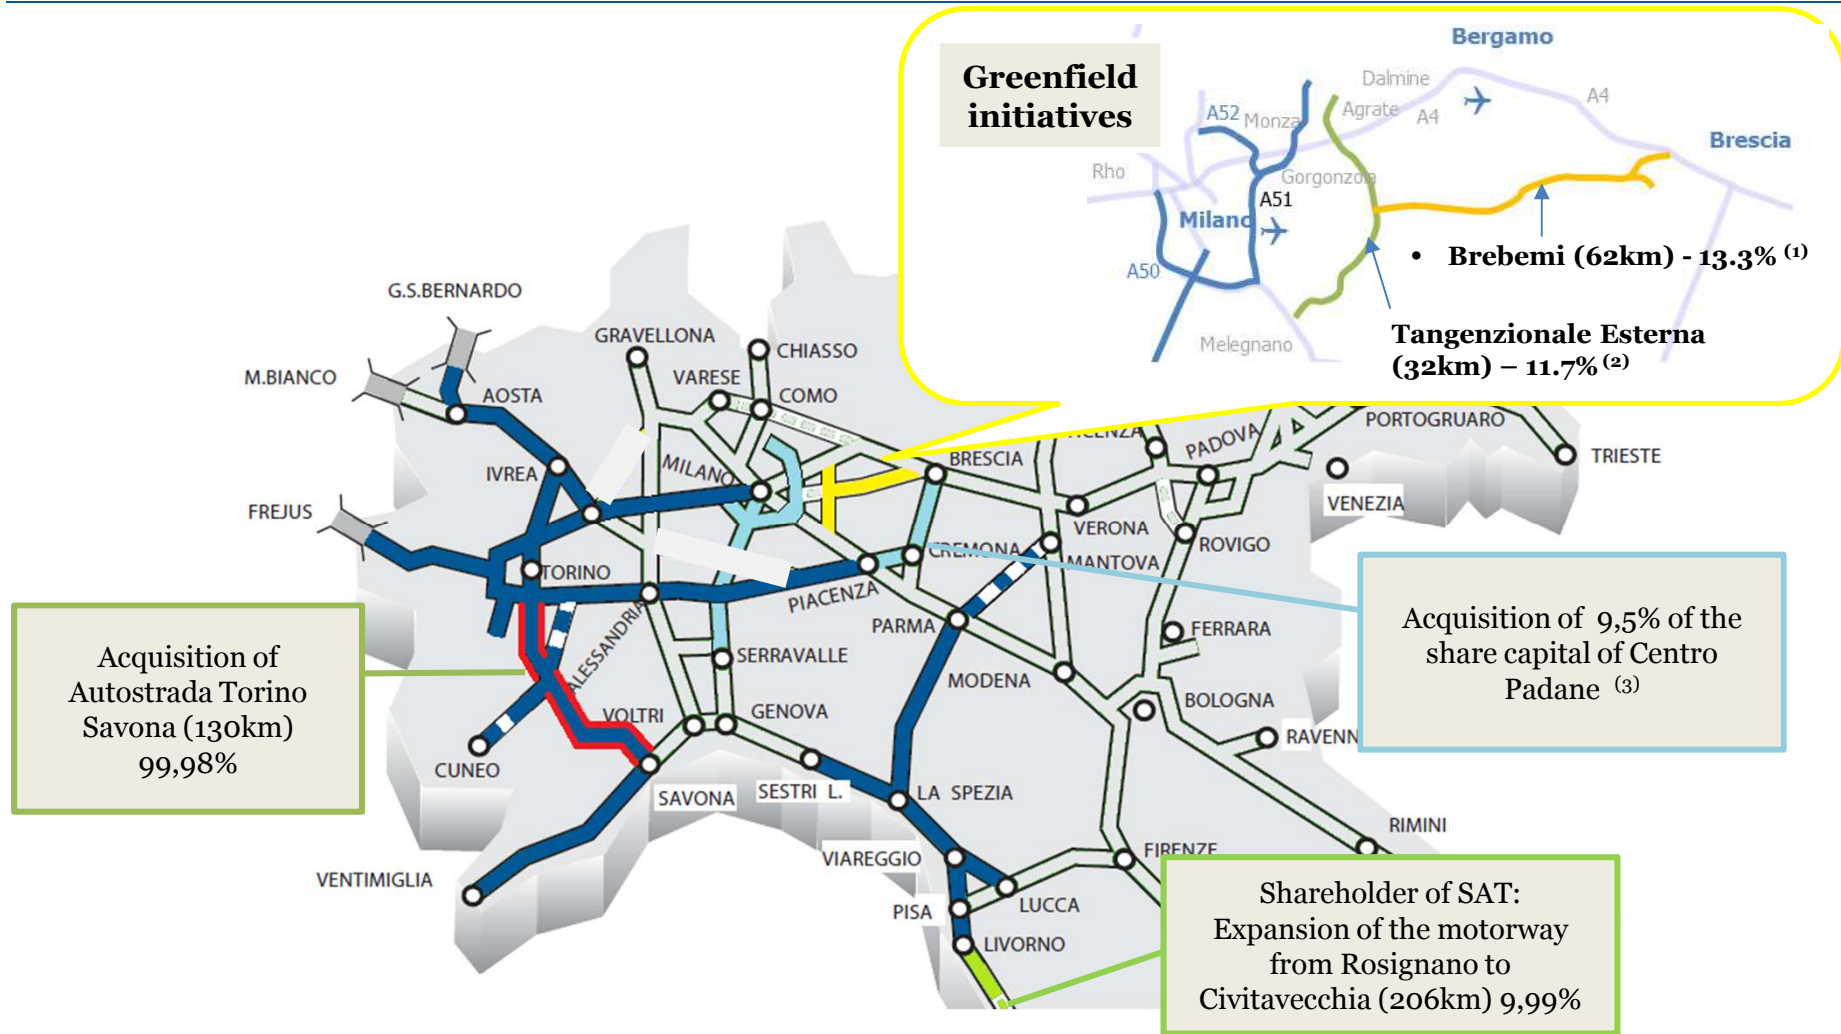 Greenfield
initiatives
Bergamo
Dalmine
Agrate
A4
A4
A52
Monza
Brescia
Rho
Gorgonzola
A51
Milano
A50
Melegnano
• Brebemi (62km) - 13.3% (1)
Tangenzionale Esterna
(32km) – 11.7% (2)
G.S.BERNARDO
M.BIANCO
AOSTA
GRAVELLONA
CHIASSO
VARESE
COMO
IVREA
MILANO
BRESCIA
PADOVA
PORTOGRUARO
TRIESTE
VENEZIA
FREJUS
VERONA
ROVIGO
CREMONA
MANTOVA
TORINO
PIACENZA
ALESSANDRIA
PARMA
FERRARA
SERRAVALLE
MODENA
BOLOGNA
VOLTRI
GENOVA
CUNEO
SAVONA
SESTRI L.
LA SPEZIA
RIMINI
VIAREGGIO
FIRENZE
VENTIMIGLIA
PISA
LUCCA
LIVORNO
Acquisition of
Autostrada Torino
Savona (130km)
99,98%
Acquisition of 9,5% of the
share capital of Centro
Padane (3)
Shareholder of SAT:
Expansion of the motorway
from Rosignano to
Civitavecchia (206km) 9,99%